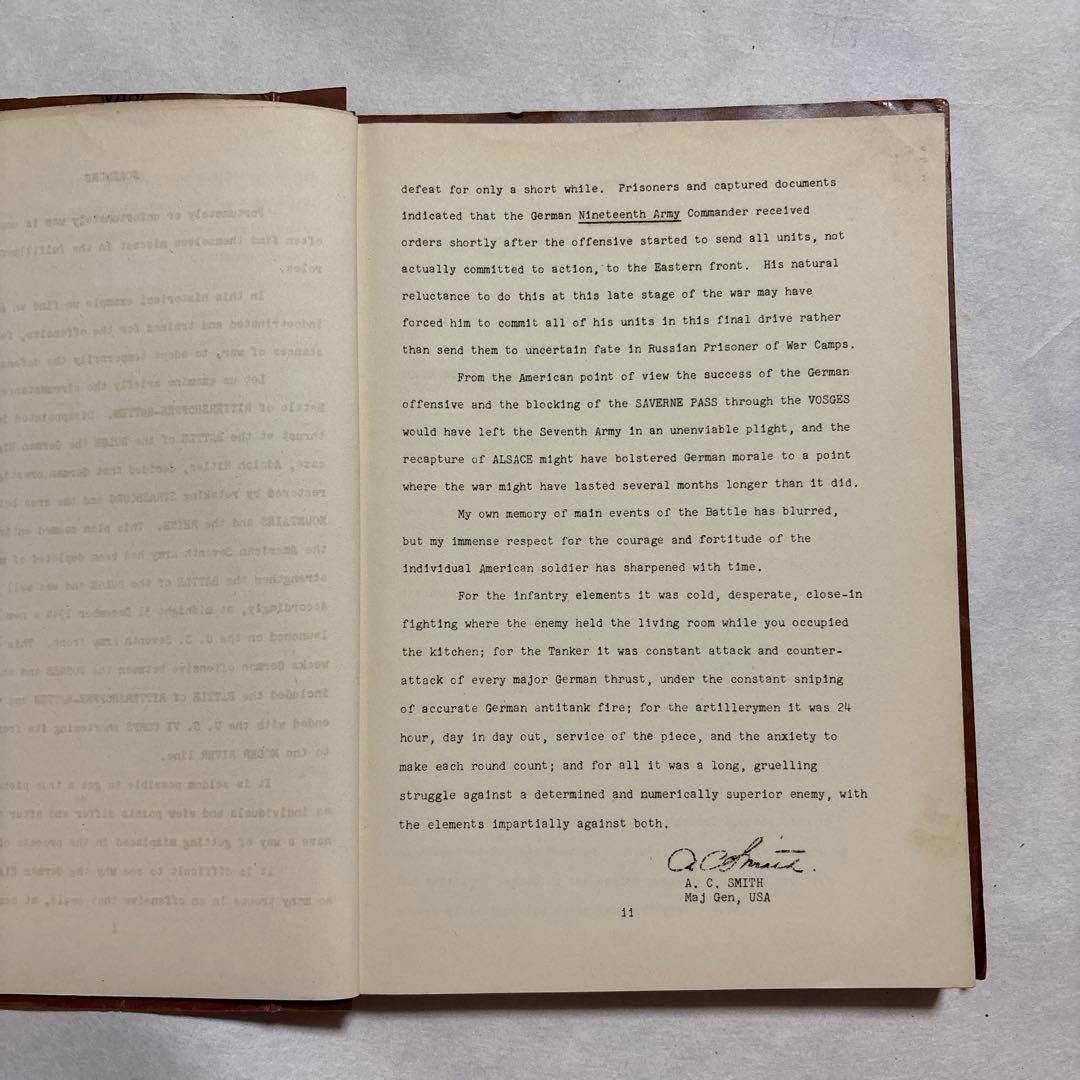 defeat for only a short while. Prisoners and captured documents
indicated that the German Nineteenth Army Commander received
orders shortly after the offensive started to send all units, not
actually committed to action, to the Eastern front. His natural
reluctance to do this at this late stage of the war may have
forced him to commit all of his units in this final drive rather
than send them to uncertain fate in Russian Prisoner of War Camps.
From the American point of view the success of the German
offensive and the blocking of the SAVERNE PASS through the VOSGES
would have left the Seventh Army in an unenviable plight, and the
recapture of ALSACE might have bolstered German morale to a point
where the war might have lasted several months longer than it did.
My own memory of main events of the Battle has blurred,
but my immense respect for the courage and fortitude of the
individual American soldier has sharpened with time.
For the infantry elements it was cold, desperate, close-in
fighting where the enemy held the living room while you occupied
the kitchen; for the Tanker it was constant attack and counter-
attack of every major German thrust, under the constant sniping
of accurate German antitank fire; for the artillerymen it was 24
hour, day in day out, service of the piece, and the anxiety to
make each round count; and for all it was a long, gruelling
struggle against a determined and numerically superior enemy, with
the elements impartially against both.
A C Smith.
A. C. SMITH
Maj Gen, USA
ii